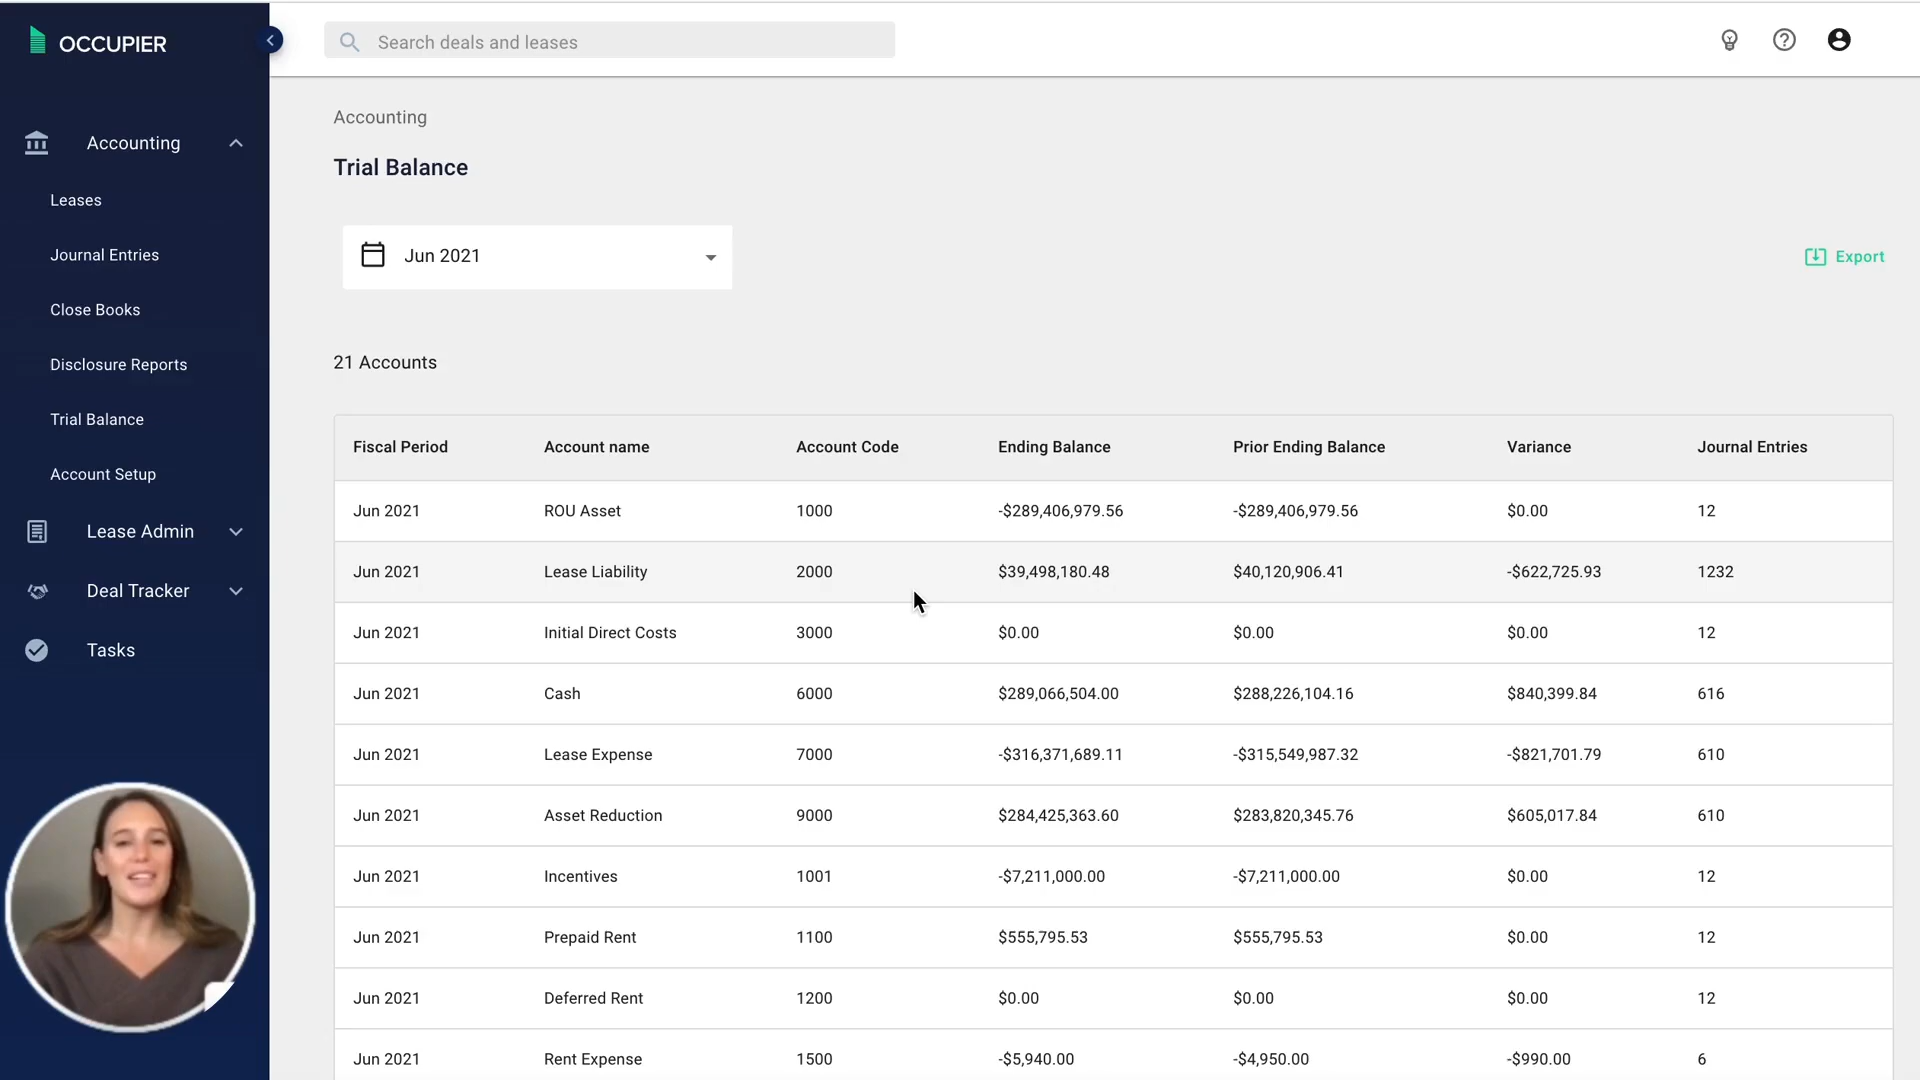 OCCUPIER
Search deals and leases
Accounting
Leases
Journal Entries
Close Books
Disclosure Reports
Trial Balance
Account Setup
Lease Admin
Deal Tracker
Tasks
Accounting
Trial Balance
Jun 2021
Export
21 Accounts
Fiscal Period Account name Account Code Ending Balance Prior Ending Balance Variance Journal Entries
Jun 2021 ROU Asset 1000 -$289,406,979.56 -$289,406,979.56 $0.00 12
Jun 2021 Lease Liability 2000 $39,498,180.48 $40,120,906.41 -$622,725.93 1232
Jun 2021 Initial Direct Costs 3000 $0.00 $0.00 $0.00 12
Jun 2021 Cash 6000 $289,066,504.00 $288,226,104.16 $840,399.84 616
Jun 2021 Lease Expense 7000 -$316,371,689.11 -$315,549,987.32 -$821,701.79 610
Jun 2021 Asset Reduction 9000 $284,425,363.60 $283,820,345.76 $605,017.84 610
Jun 2021 Incentives 1001 -$7,211,000.00 -$7,211,000.00 $0.00 12
Jun 2021 Prepaid Rent 1100 $555,795.53 $555,795.53 $0.00 12
Jun 2021 Deferred Rent 1200 $0.00 $0.00 $0.00 12
Jun 2021 Rent Expense 1500 -$5,940.00 -$4,950.00 -$990.00 6